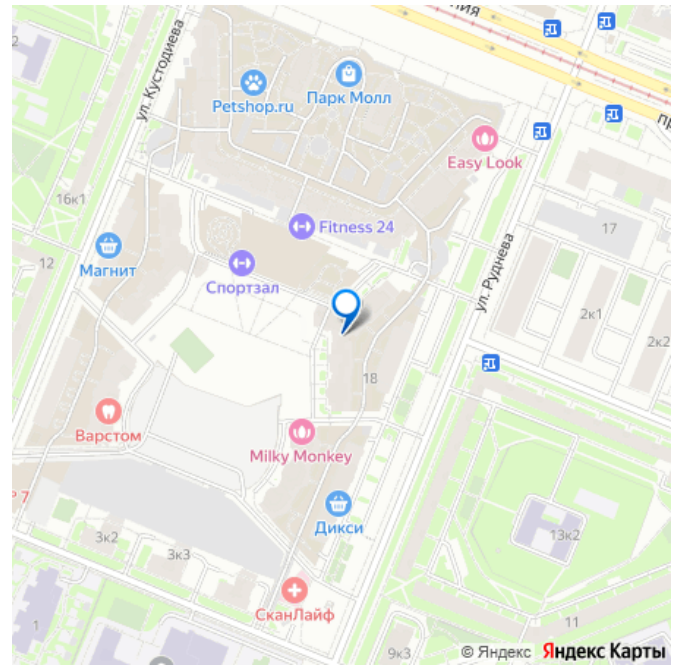 ия
пр
ул. Кустодиева
Petshop.ru
Парк Молл
Easy Look
16к1
17
Fitness 24
ул. Руднева
12
Магнит
Спортзал
2к1
2к2
18
Варстом
Milky Monkey
Р 7
Дикси
13к2
3к2
3к3
СканЛайф
1
11
9к3
© Яндекс Яндекс Карты